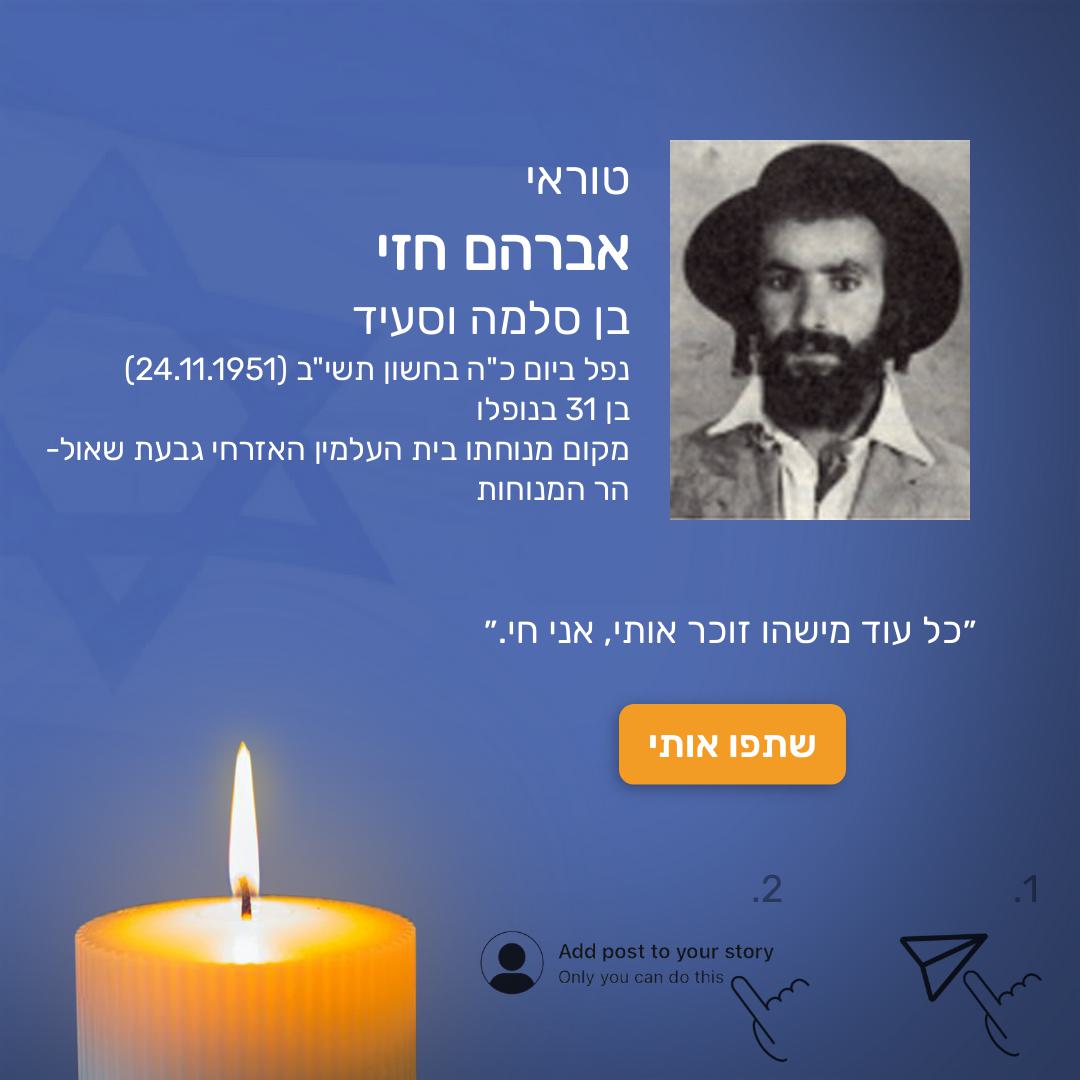 טוראי
אברהם חזי
בן סלמה וסעיד
נפל ביום כ"ה בחשון תשי"ב (24.11.1951)
בן 31 בנופלו
מקום מנוחתו בית העלמין האזרחי גבעת שאול-
הר המנוחות
״כל עוד מישהו זוכר אותי, אני חי.״
שתפו אותי
.1
.2
Add post to your story
Only you can do this